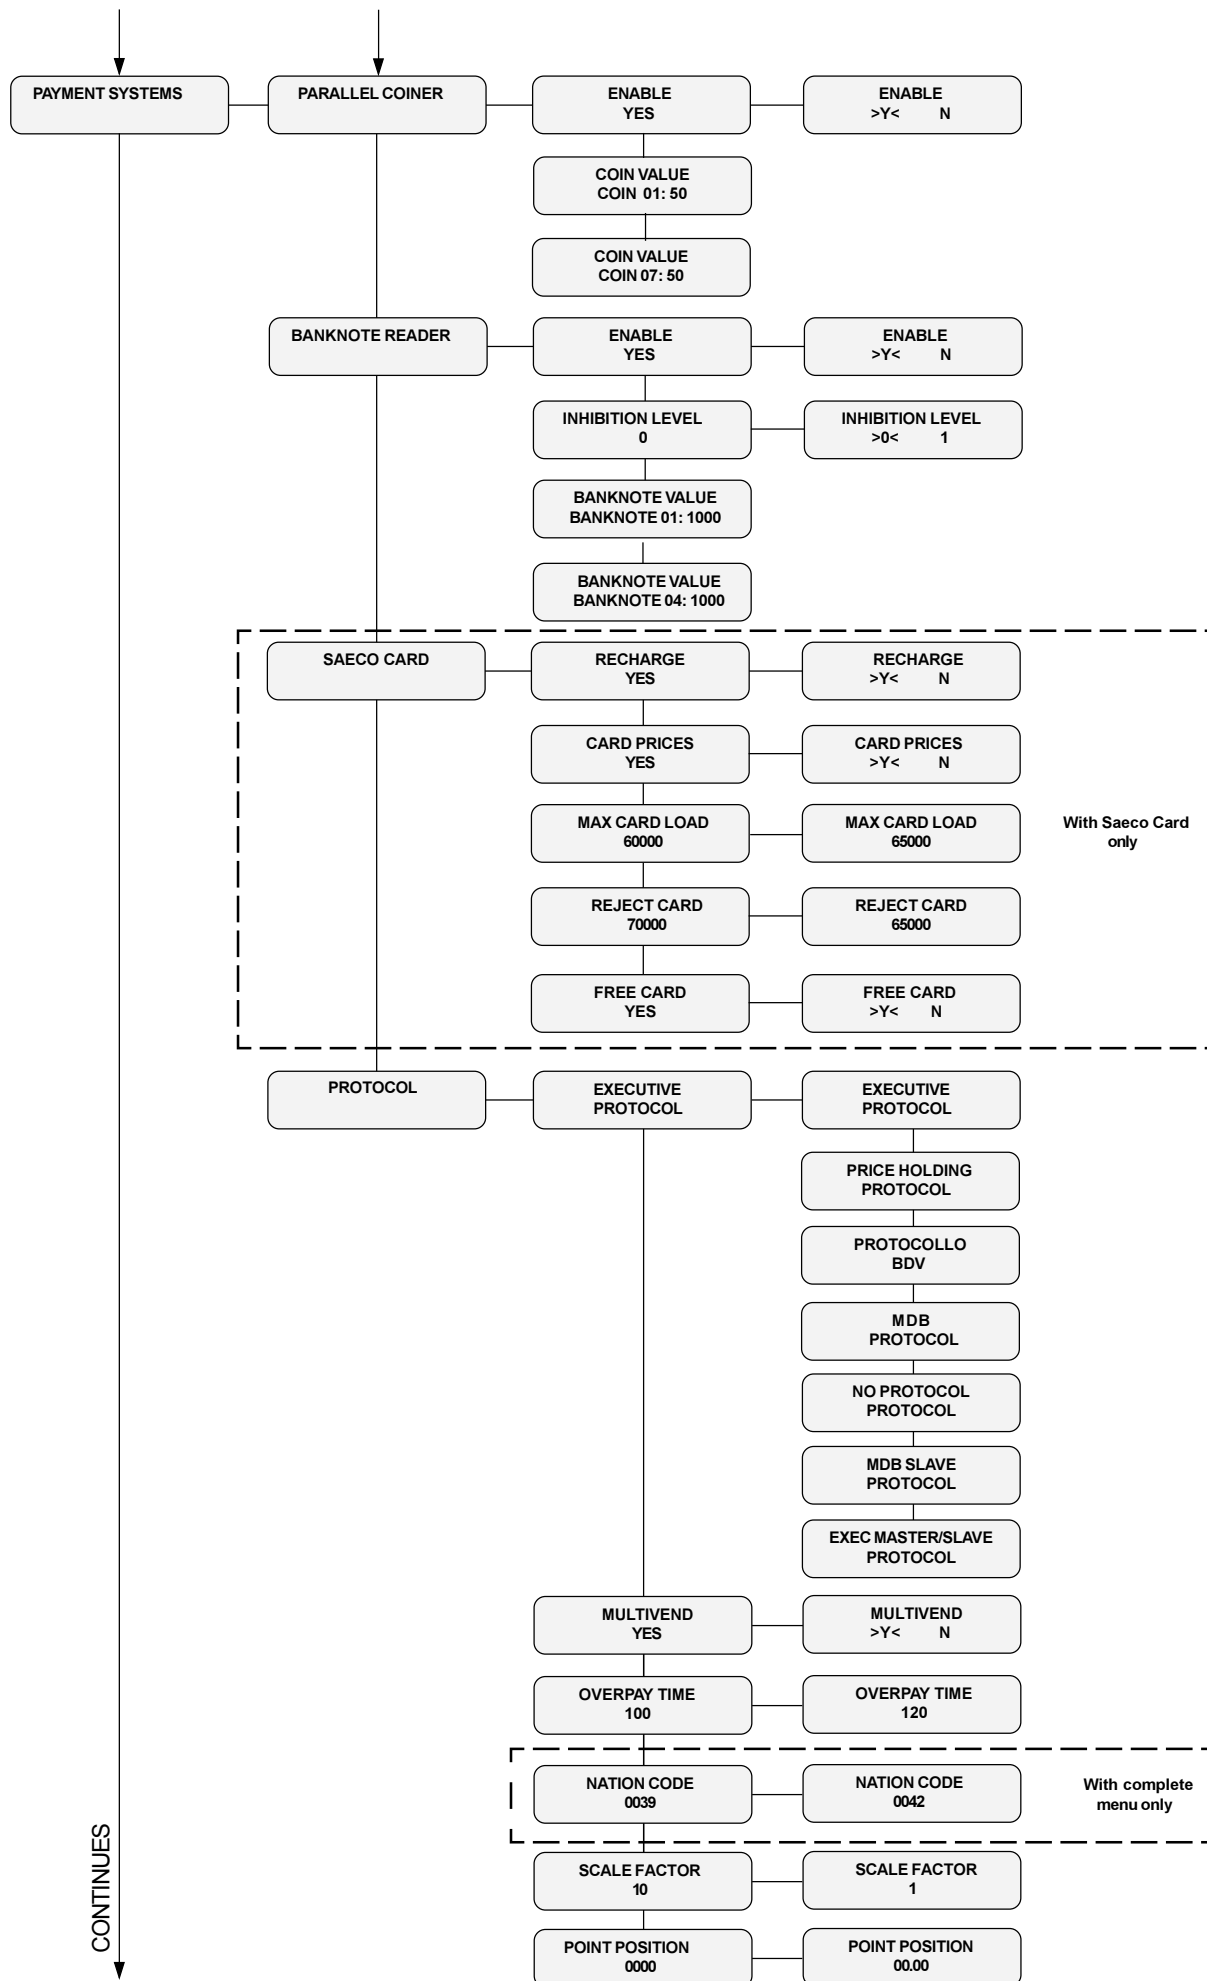 PAYMENT SYSTEMS
PARALLEL COINER
ENABLE
YES
ENABLE
>Y< N
COIN VALUE
COIN 01: 50
COIN VALUE
COIN 07: 50
BANKNOTE READER
ENABLE
YES
ENABLE
>Y< N
INHIBITION LEVEL
0
INHIBITION LEVEL
>0< 1
BANKNOTE VALUE
BANKNOTE 01: 1000
BANKNOTE VALUE
BANKNOTE 04: 1000
SAECO CARD
RECHARGE
YES
RECHARGE
>Y< N
CARD PRICES
YES
CARD PRICES
>Y< N
MAX CARD LOAD
60000
MAX CARD LOAD
65000
With Saeco Card
only
REJECT CARD
70000
REJECT CARD
65000
FREE CARD
YES
FREE CARD
>Y< N
PROTOCOL
EXECUTIVE
PROTOCOL
EXECUTIVE
PROTOCOL
PRICE HOLDING
PROTOCOL
PROTOCOLLO
BDV
MDB
PROTOCOL
NO PROTOCOL
PROTOCOL
MDB SLAVE
PROTOCOL
EXEC MASTER/SLAVE
PROTOCOL
MULTIVEND
YES
MULTIVEND
>Y< N
OVERPAY TIME
100
OVERPAY TIME
120
NATION CODE
0039
NATION CODE
0042
With complete
menu only
SCALE FACTOR
10
SCALE FACTOR
1
POINT POSITION
0000
POINT POSITION
00.00
CONTINUES